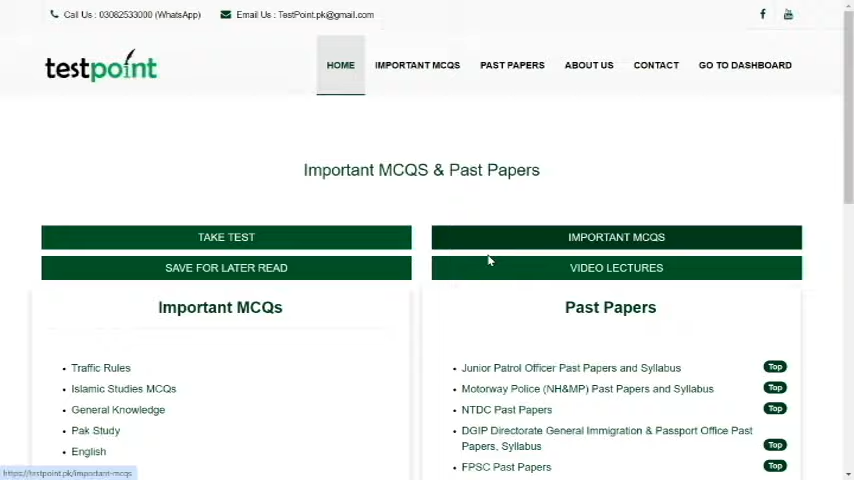 Call Us : 03082533000 (WhatsApp)
Email Us : TestPoint.pk@gmail.com
testpoint
HOME
IMPORTANT MCQS
PAST PAPERS
ABOUT US
CONTACT
GO TO DASHBOARD
Important MCQS & Past Papers
TAKE TEST
IMPORTANT MCQS
SAVE FOR LATER READ
VIDEO LECTURES
Important MCQs
Traffic Rules
Islamic Studies MCQs
General Knowledge
Pak Study
English
Past Papers
Junior Patrol Officer Past Papers and Syllabus Top
Motorway Police (NH&MP) Past Papers and Syllabus Top
NTDC Past Papers Top
DGIP Directorate General Immigration & Passport Office Past
Papers, Syllabus Top
FPSC Past Papers Top
https://testpoint.pk/important-mcqs